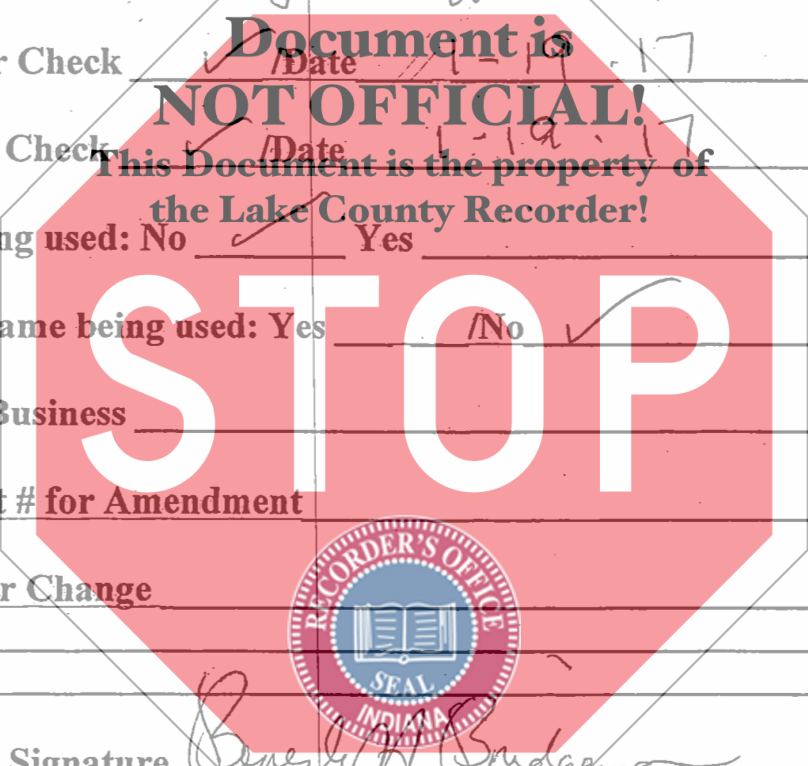 Document is
r Check /Date 1-19-17
NOT OFFICIAL!
Check /Date 1-19-17
This Document is the property of
the Lake County Recorder!
ng used: No ✓ Yes
STOP
ame being used: Yes /No ✓
Business
t # for Amendment
r Change
RECORDER'S OFFICE
SEAL
INDIANA
Signature